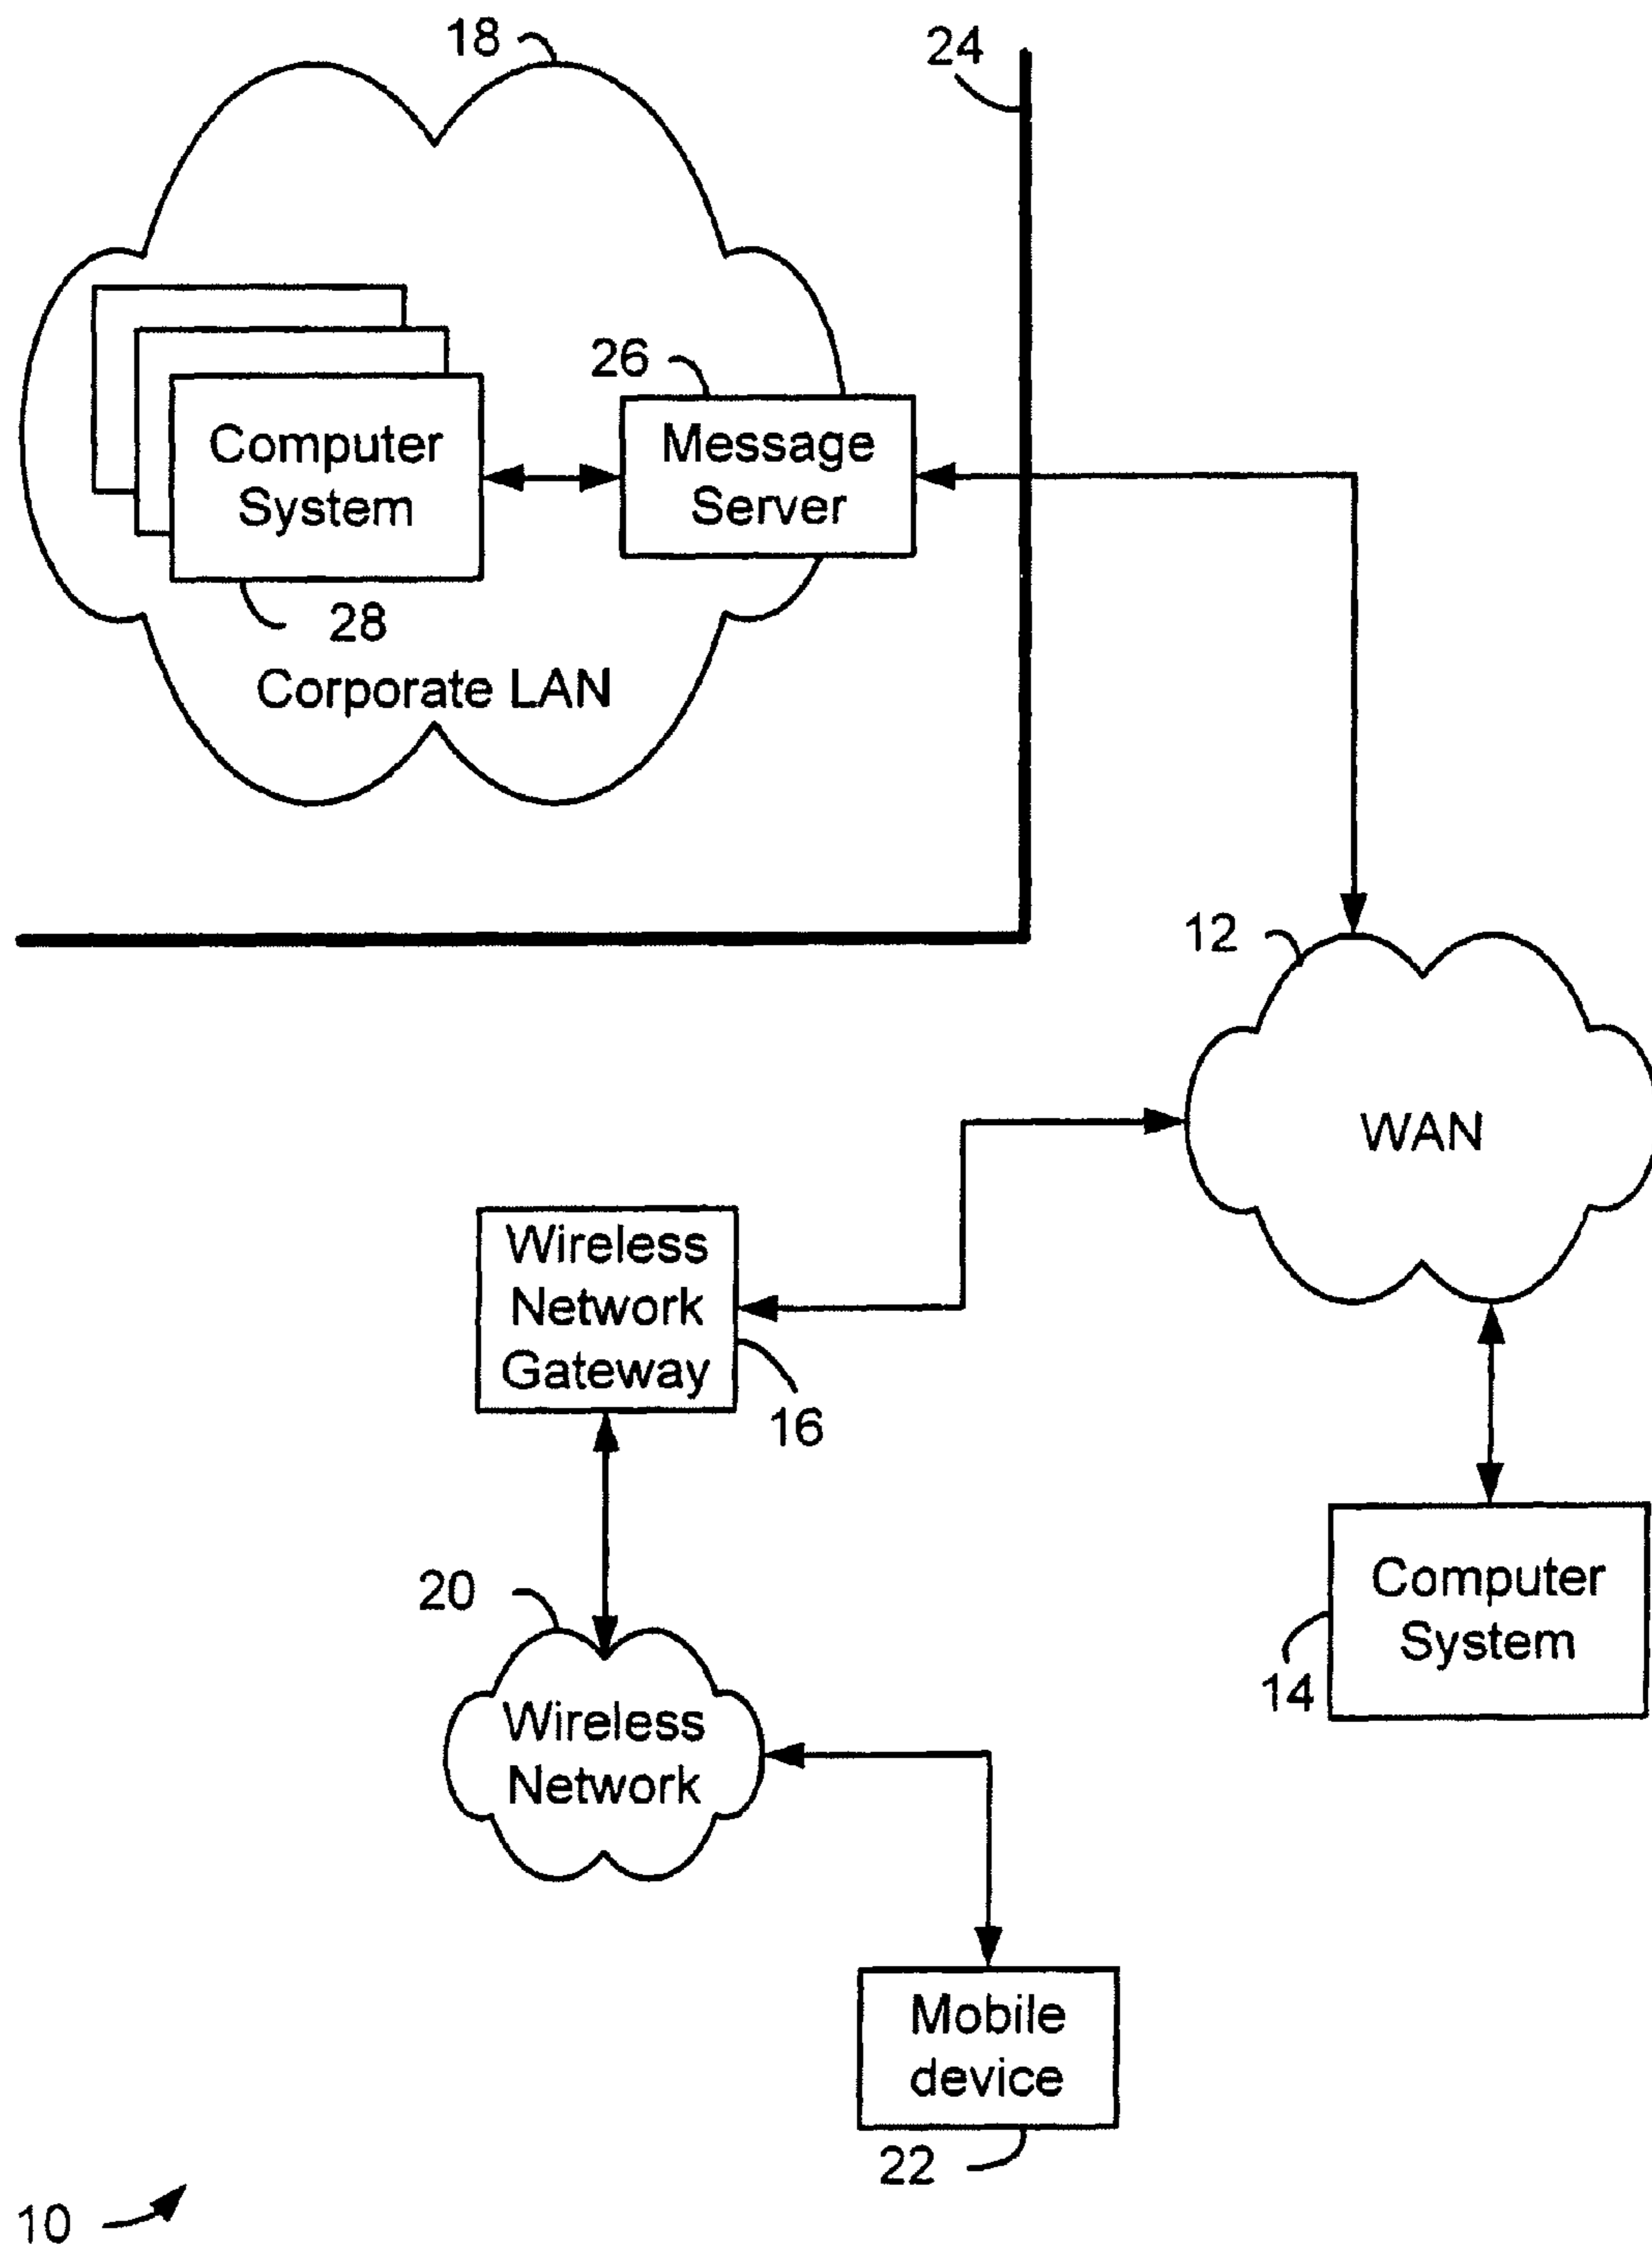 18
24
26
Computer
System
Message
Server
28
Corporate LAN
12
WAN
Wireless
Network
Gateway
16
20
Computer
System
14
Wireless
Network
Mobile
device
22
10